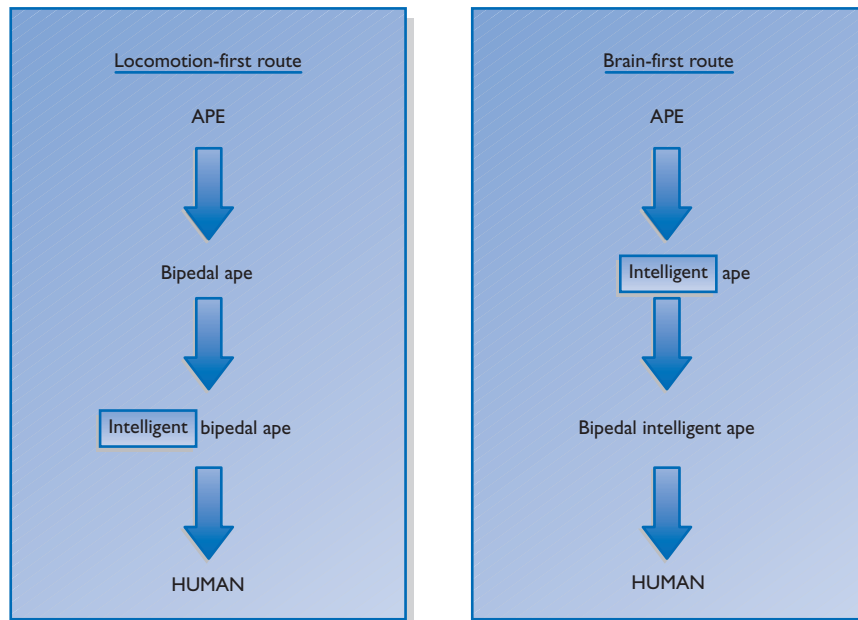 Locomotion-first route
APE
Bipedal ape
Intelligent bipedal ape
HUMAN
Brain-first route
APE
Intelligent ape
Bipedal intelligent ape
HUMAN